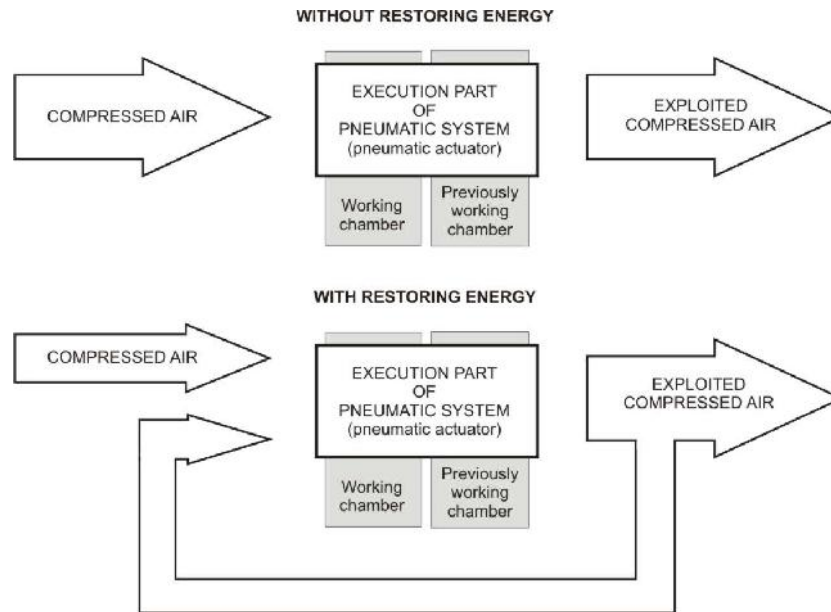 WITHOUT RESTORING ENERGY
COMPRESSED AIR
EXECUTION PART
OF
PNEUMATIC SYSTEM
(pneumatic actuator)
EXPLOITED
COMPRESSED AIR
Working
chamber
Previously
working
chamber
WITH RESTORING ENERGY
COMPRESSED AIR
EXECUTION PART
OF
PNEUMATIC SYSTEM
(pneumatic actuator)
EXPLOITED
COMPRESSED AIR
Working
chamber
Previously
working
chamber